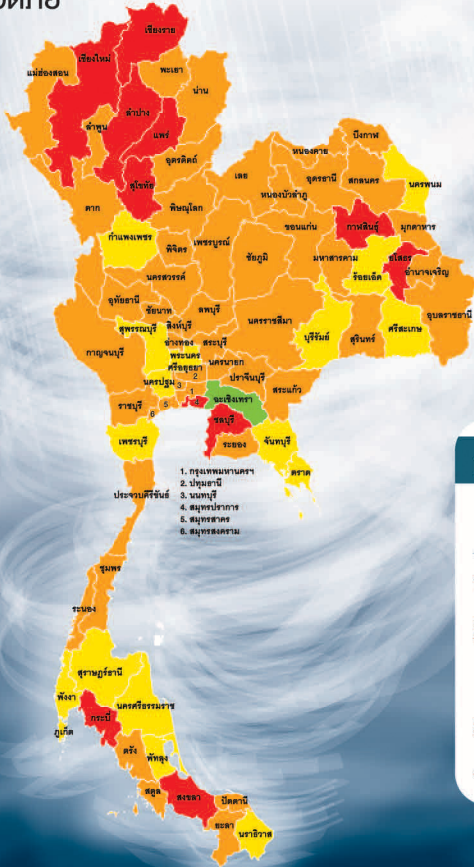 เชียงราย
เชียงใหม่
แม่ฮ่องสอน
พะเยา
น่าน
ลำปาง
ลำพูน
แพร่
อุตรดิตถ์
สุโขทัย
ตาก
พิษณุโลก
กำแพงเพชร
พิจิตร
เพชรบูรณ์
นครสวรรค์
อุทัยธานี
ชัยนาท
ลพบุรี
เลย
หนองคาย
บึงกาฬ
อุดรธานี
สกลนคร
นครพนม
หนองบัวลำภู
ขอนแก่น
กาฬสินธุ์
มุกดาหาร
ชัยภูมิ
มหาสารคาม
ร้อยเอ็ด
ยโสธร
อำนาจเจริญ
อุบลราชธานี
นครราชสีมา
บุรีรัมย์
สุรินทร์
ศรีสะเกษ
สุพรรณบุรี
สิงห์บุรี
อ่างทอง
สระบุรี
กาญจนบุรี
พระนคร
ศรีอยุธยา
นครนายก
ปราจีนบุรี
สระแก้ว
2
นครปฐม
3
1
ราชบุรี
5
4
6
ฉะเชิงเทรา
ชลบุรี
ระยอง
จันทบุรี
ตราด
เพชรบุรี
ประจวบคีรีขันธ์
1. กรุงเทพมหานครฯ
2. ปทุมธานี
3. นนทบุรี
4. สมุทรปราการ
5. สมุทรสาคร
6. สมุทรสงคราม
ชุมพร
ระนอง
สุราษฎร์ธานี
พังงา
นครศรีธรรมราช
กระบี่
ภูเก็ต
ตรัง
พัทลุง
สตูล
สงขลา
ปัตตานี
ยะลา
นราธิวาส